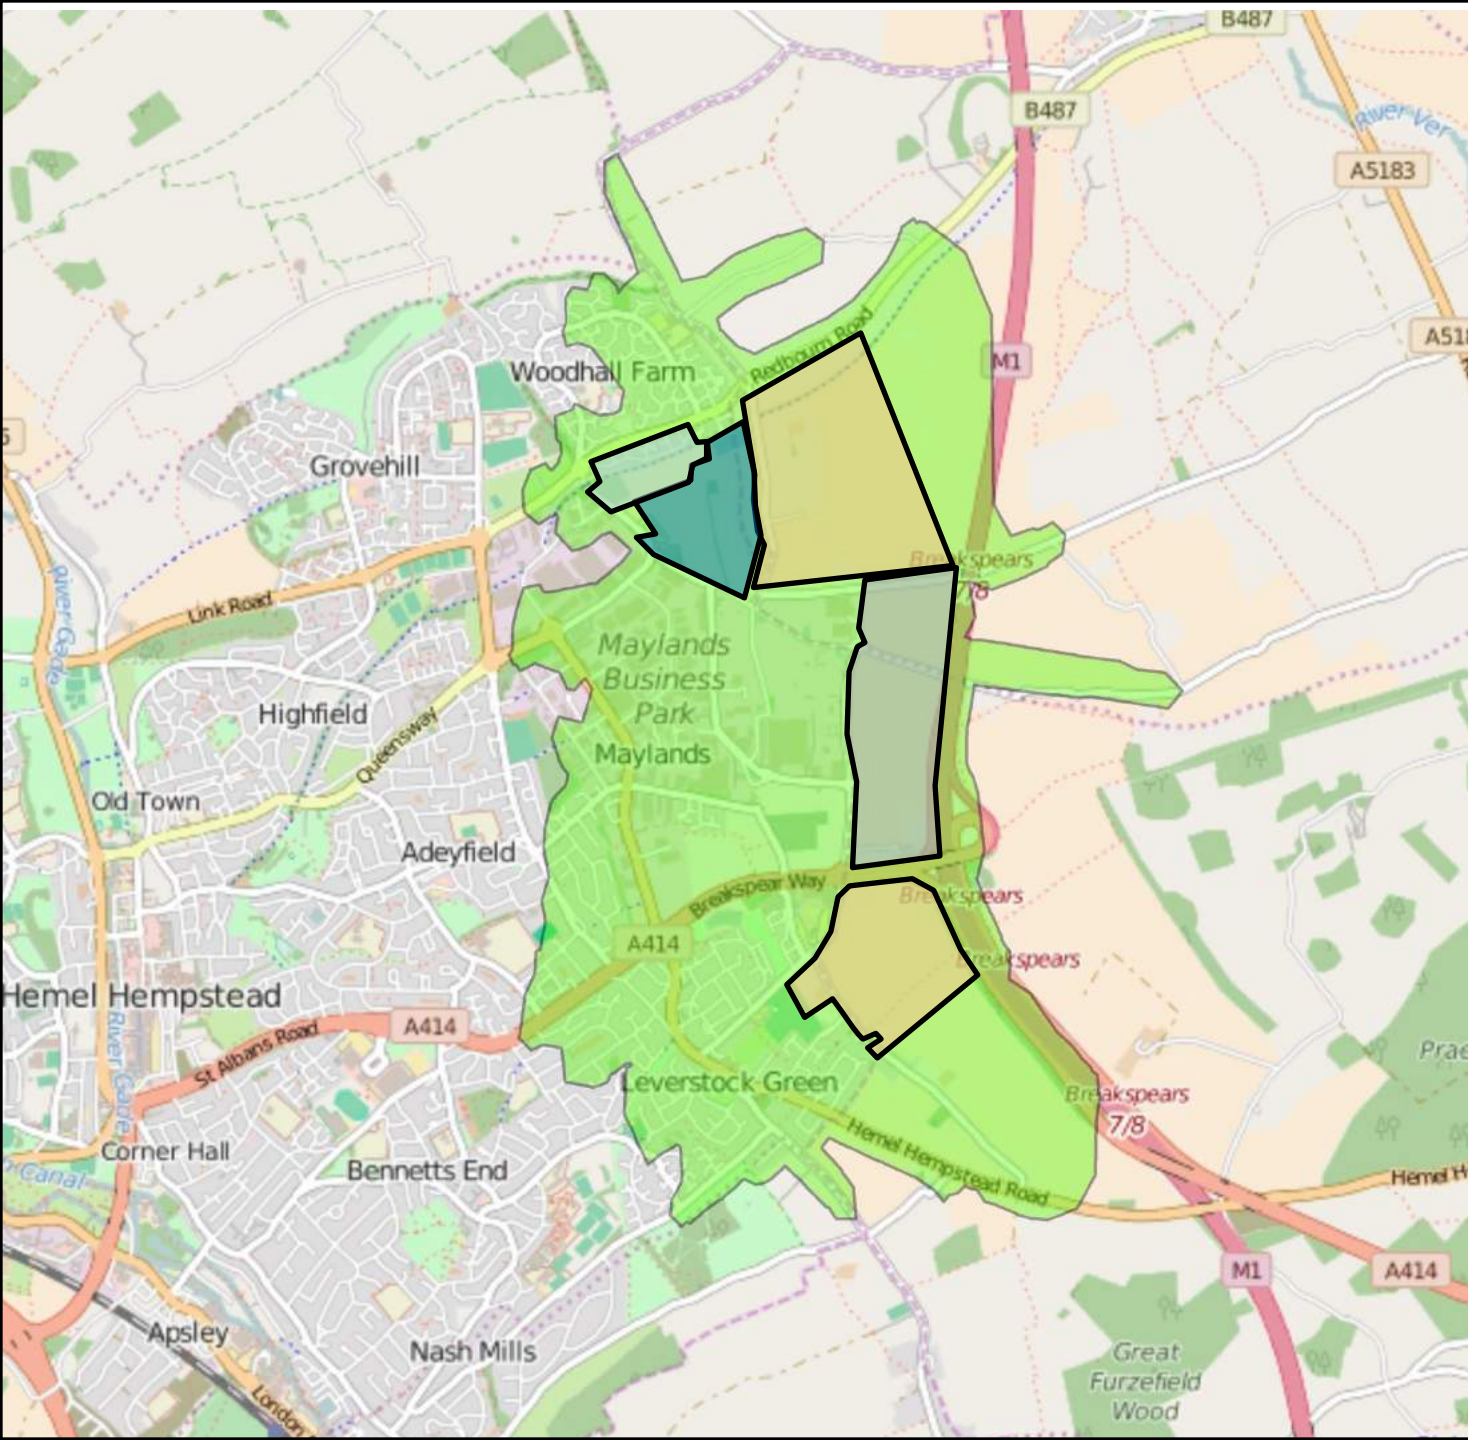 B487
B487
River Ver
A5183
A518
Redbourn Road
M1
Woodhall Farm
Grovehill
Breakspears
7/8
Link Road
River Gade
Maylands
Business
Park
Maylands
Highfield
Queensway
Old Town
Adeyfield
Breakspear Way
Breakspears
A414
Breakspears
Hemel Hempstead
A414
St Albans Road
River Gade
Prae
Leverstock Green
Breakspears
7/8
Corner Hall
Bennetts End
Canal
Hemel Hempstead Road
Hemel H
M1
A414
Apsley
Nash Mills
Great
Furzefield
Wood
London